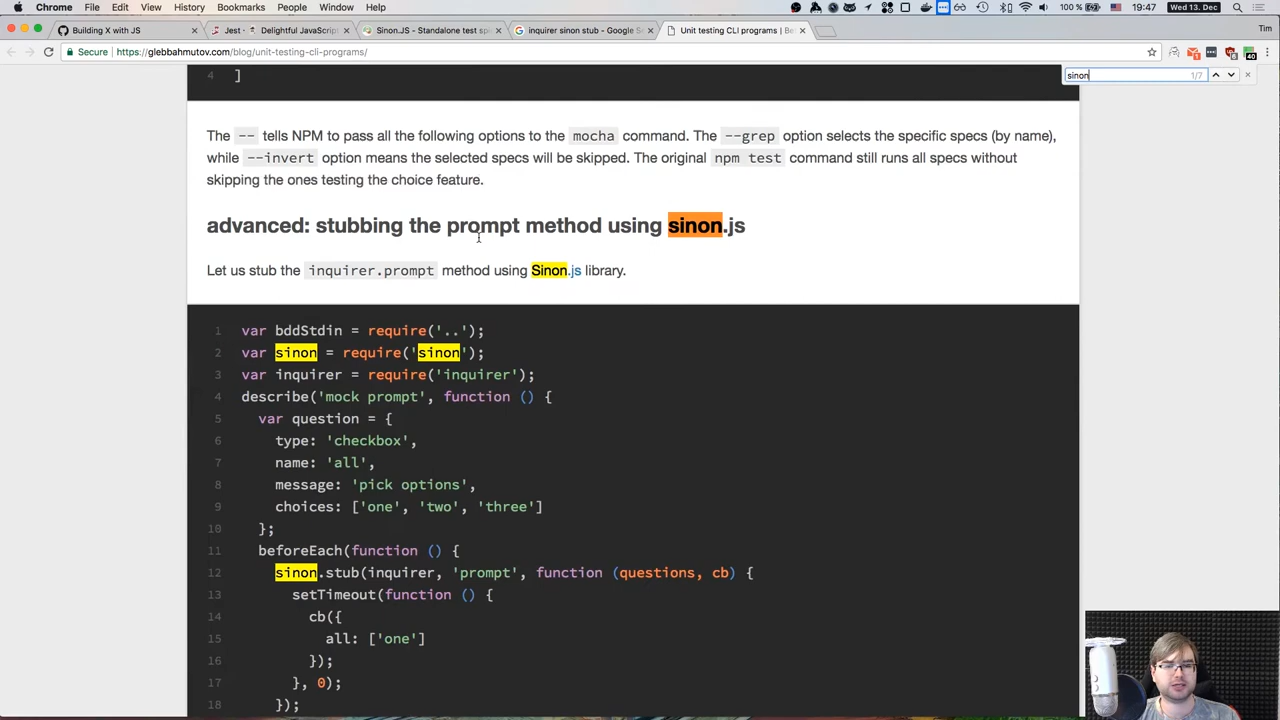 Chrome File Edit View History Bookmarks People Window Help 100 % 19:47 Wed 13. Dec
Building X with JS Jest · Delightful JavaScript Sinon.JS - Standalone test sp inquirer sinon stub - Google S Unit testing CLI programs | Be Tim
Secure https://glebbahmutov.com/blog/unit-testing-cli-programs/ 40
sinon 1/7
4 ]
The -- tells NPM to pass all the following options to the mocha command. The --grep option selects the specific specs (by name),
while --invert option means the selected specs will be skipped. The original npm test command still runs all specs without
skipping the ones testing the choice feature.
advanced: stubbing the prompt method using sinon.js
Let us stub the inquirer.prompt method using Sinon.js library.
1 var bddStdin = require('..');
2 var sinon = require('sinon');
3 var inquirer = require('inquirer');
4 describe('mock prompt', function () {
5 var question = {
6 type: 'checkbox',
7 name: 'all',
8 message: 'pick options',
9 choices: ['one', 'two', 'three']
10 };
11 beforeEach(function () {
12 sinon.stub(inquirer, 'prompt', function (questions, cb) {
13 setTimeout(function () {
14 cb({
15 all: ['one']
16 });
17 }, 0);
18 });